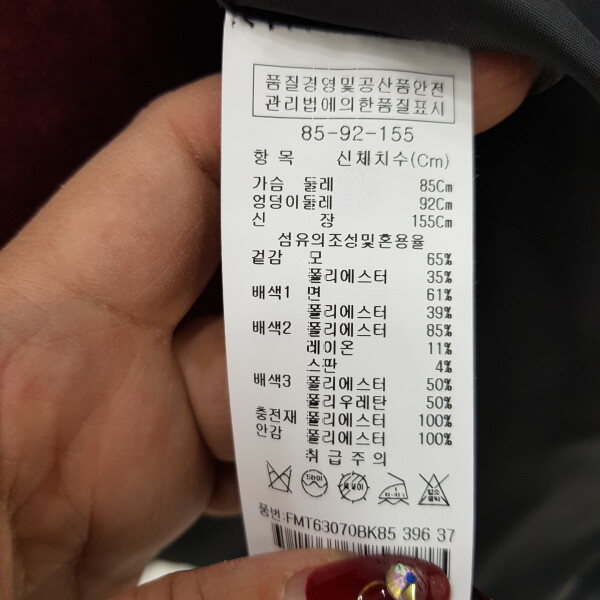 품질경영및공산품안전
관리법에의한품질표시
85-92-155
항 목 신체치수(Cm)
가슴 둘레 85Cm
엉덩이둘레 92Cm
신 장 155Cm
섬유의조성및혼용율
겉감 모 65%
폴리에스터 35%
배색1 면 61%
폴리에스터 39%
배색2 폴리에스터 85%
레이온 11%
스판 4%
배색3 폴리에스터 50%
폴리우레탄 50%
충전재 폴리에스터 100%
안감 폴리에스터 100%
취급주의
드라이
품번:FMT63070BK85 396 37